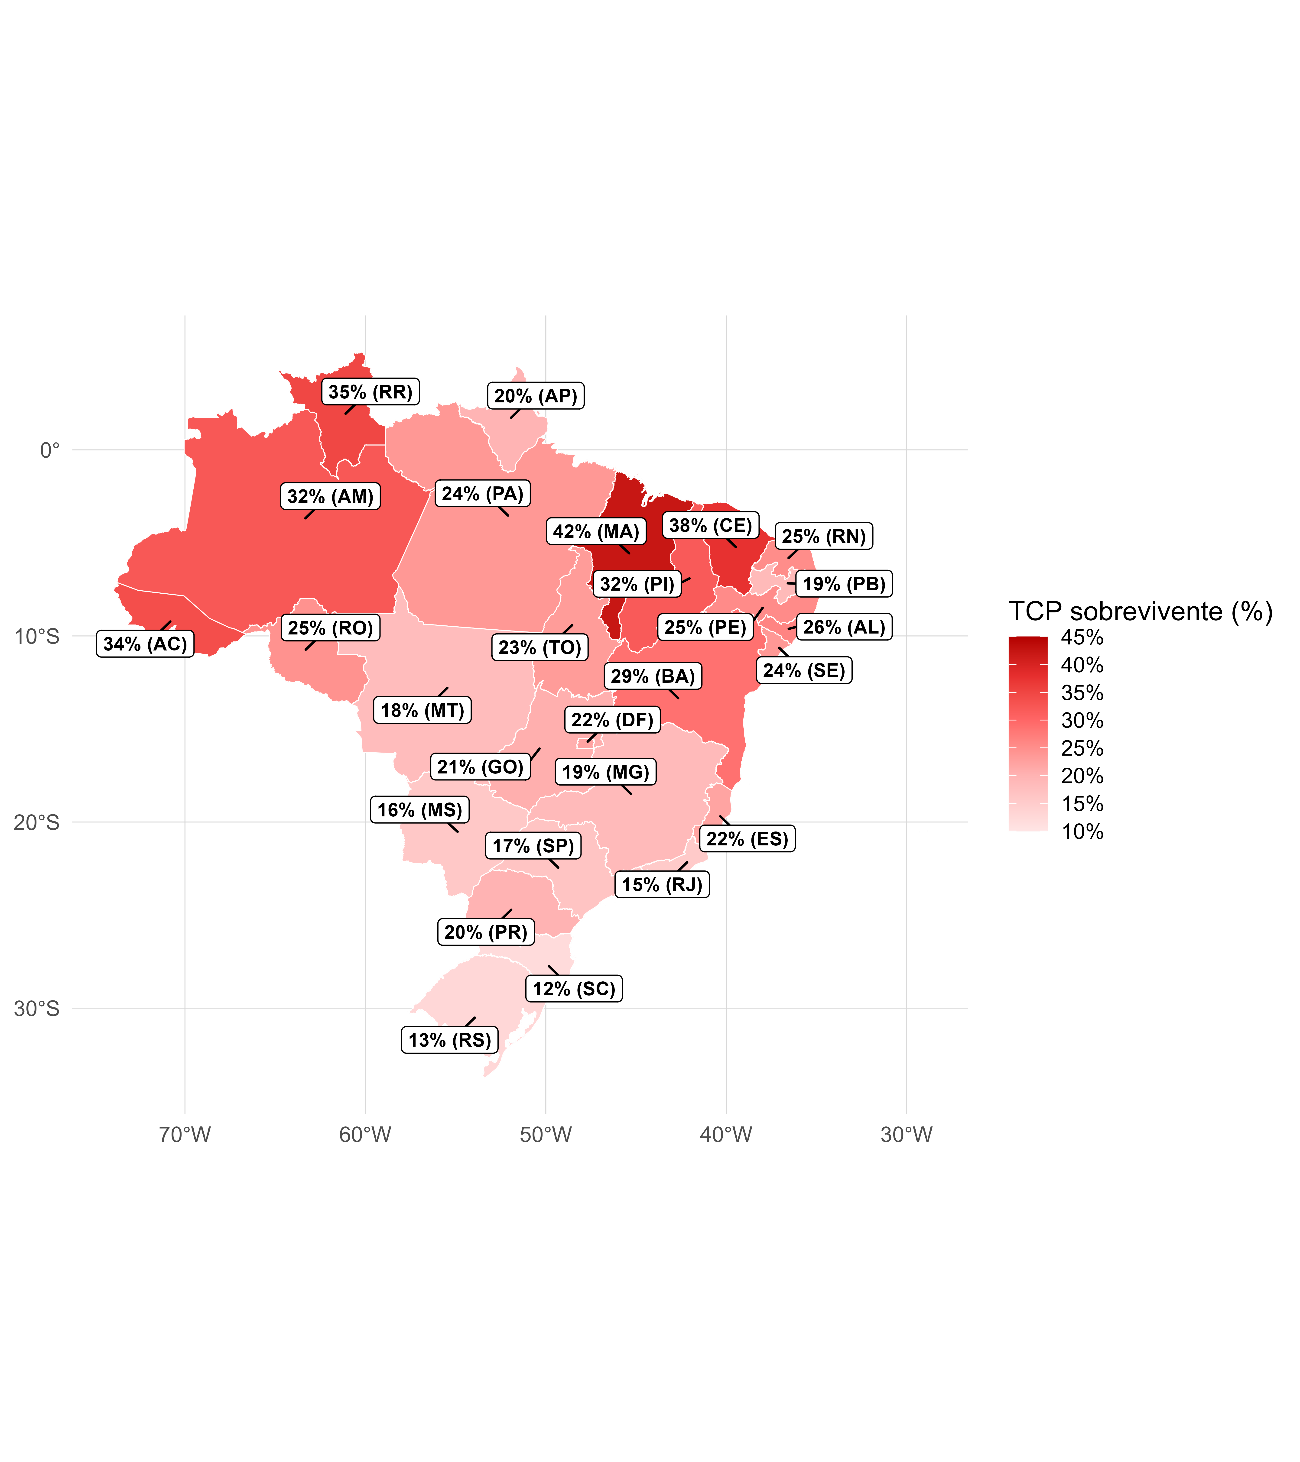 35% (RR)
20% (AP)
0°
32% (AM)
24% (PA)
42% (MA)
38% (CE)
25% (RN)
32% (PI)
19% (PB)
10°S
34% (AC)
25% (RO)
23% (TO)
25% (PE)
26% (AL)
29% (BA)
24% (SE)
18% (MT)
22% (DF)
21% (GO)
19% (MG)
16% (MS)
20°S
17% (SP)
22% (ES)
15% (RJ)
20% (PR)
12% (SC)
30°S
13% (RS)
70°W
60°W
50°W
40°W
30°W
TCP sobrevivente (%)
45%
40%
35%
30%
25%
20%
15%
10%